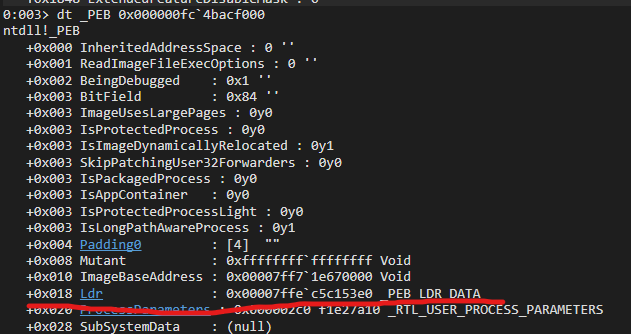 0:003> dt _PEB 0x000000fc`4bacf000
ntdll!_PEB
+0x000 InheritedAddressSpace : 0 ''
+0x001 ReadImageFileExecOptions : 0 ''
+0x002 BeingDebugged    : 0x1 ''
+0x003 BitField         : 0x84 ''
+0x003 ImageUsesLargePages : 0y0
+0x003 IsProtectedProcess : 0y0
+0x003 IsImageDynamicallyRelocated : 0y1
+0x003 SkipPatchingUser32Forwarders : 0y0
+0x003 IsPackagedProcess : 0y0
+0x003 IsAppContainer   : 0y0
+0x003 IsProtectedProcessLight : 0y0
+0x003 IsLongPathAwareProcess : 0y1
+0x004 Padding0         : [4]  ""
+0x008 Mutant           : 0xffffffff`ffffffff Void
+0x010 ImageBaseAddress : 0x00007ff7`1e670000 Void
+0x018 Ldr              : 0x00007ffe`c5c153e0 _PEB_LDR_DATA
+0x020 ProcessParameters : 0x000002c0`f1e27a10 _RTL_USER_PROCESS_PARAMETERS
+0x028 SubSystemData    : (null)